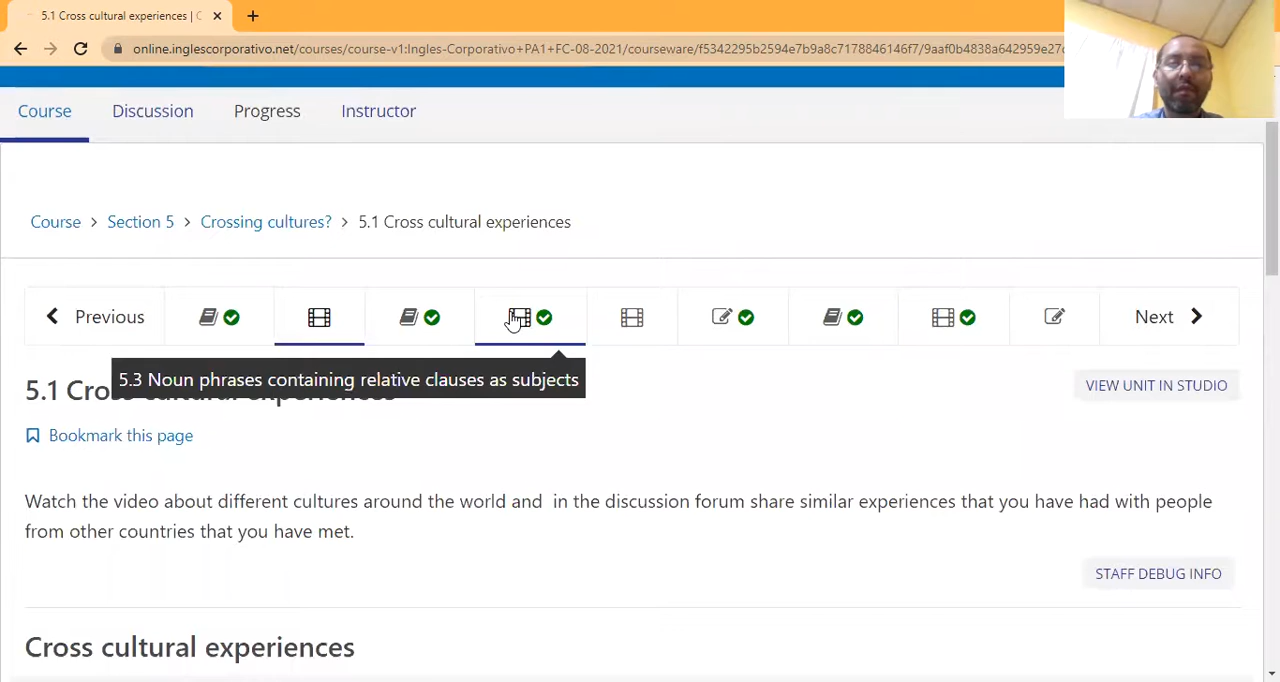 5.1 Cross cultural experiences | C
online.inglescorporativo.net/courses/course-v1:Ingles-Corporativo+PA1+FC-08-2021/courseware/f5342295b2594e7b9a8c7178846146f7/9aaf0b4838a642959e27c
Course Discussion Progress Instructor
Course > Section 5 > Crossing cultures? > 5.1 Cross cultural experiences
Previous Next
5.3 Noun phrases containing relative clauses as subjects
5.1 Cro
VIEW UNIT IN STUDIO
Bookmark this page
Watch the video about different cultures around the world and in the discussion forum share similar experiences that you have had with people
from other countries that you have met.
STAFF DEBUG INFO
Cross cultural experiences